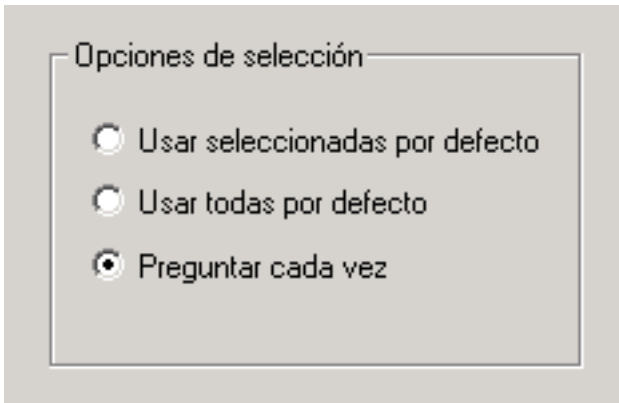 Opciones de selección
Usar seleccionadas por defecto
Usar todas por defecto
Preguntar cada vez